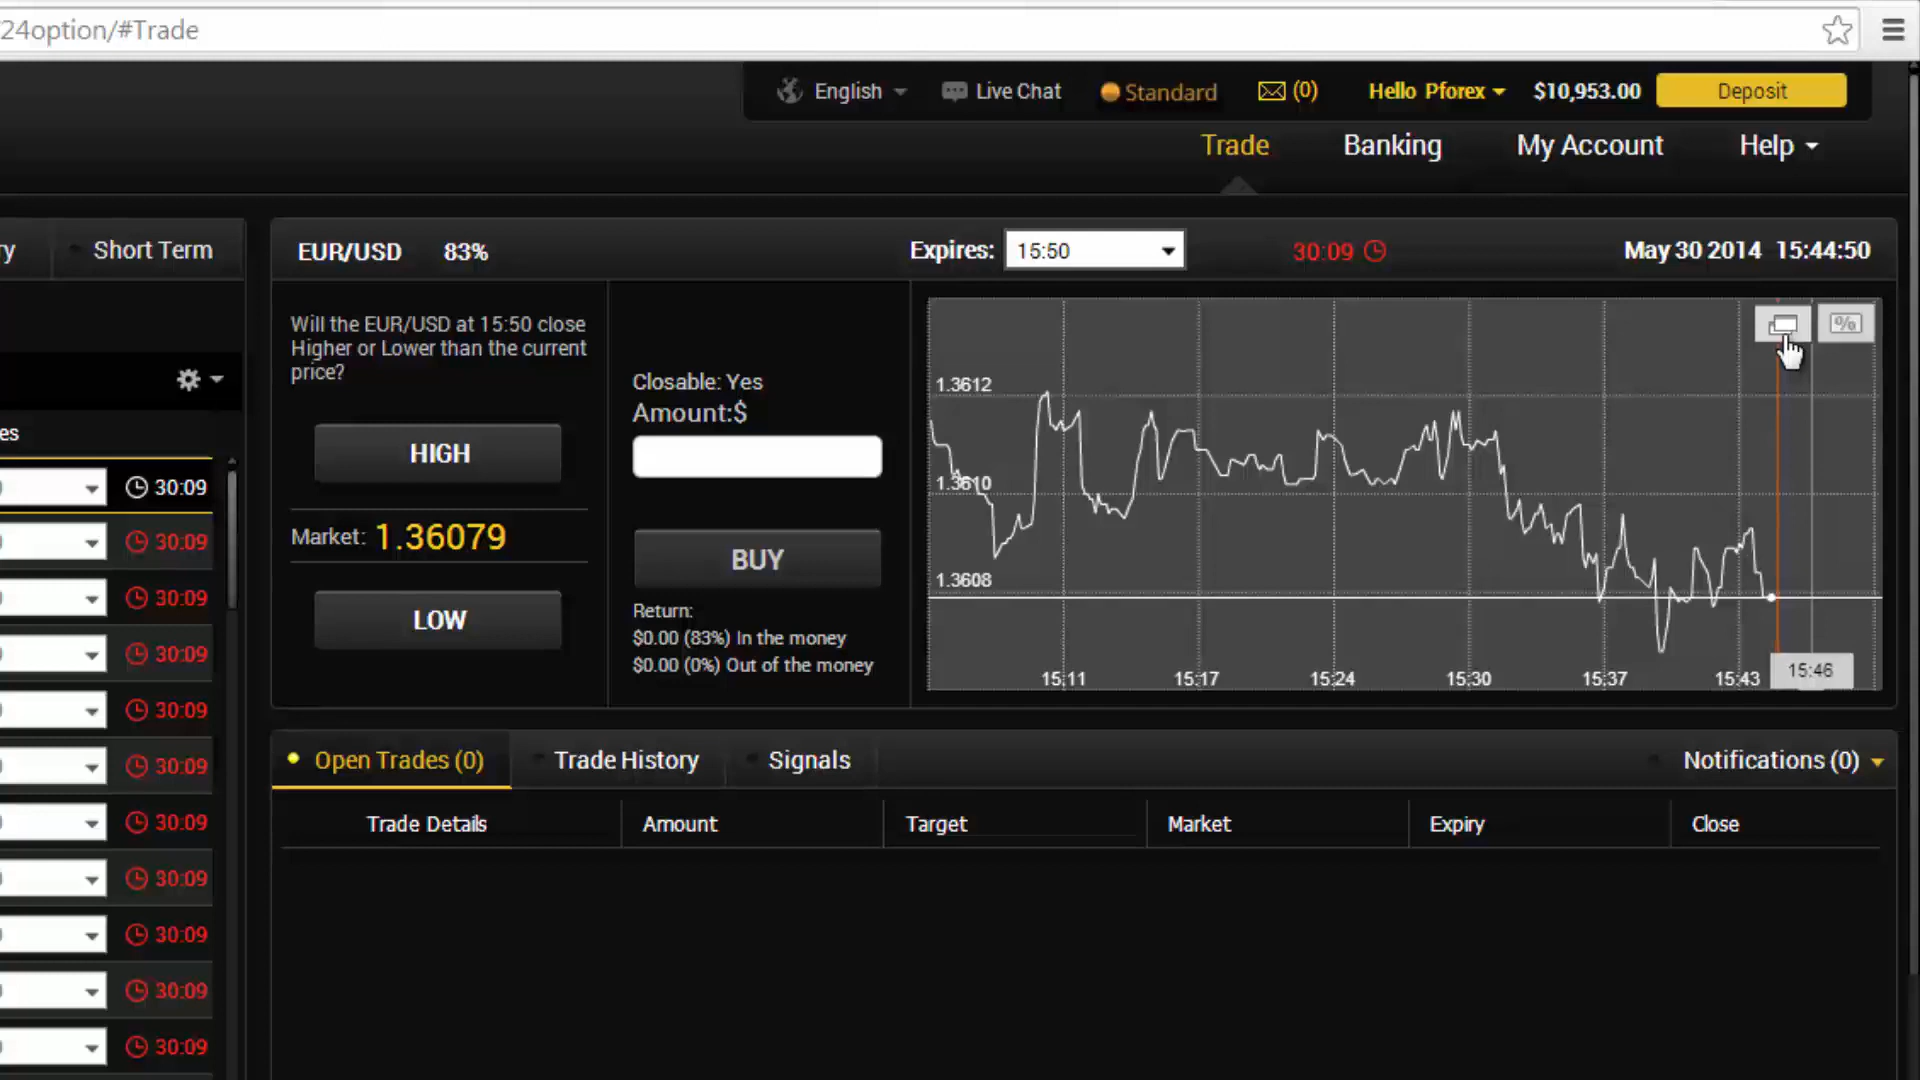 24option/#Trade
English
Live Chat
Standard
(0)
Hello Pforex
$10,953.00
Deposit
Trade
Banking
My Account
Help
ry
Short Term
EUR/USD 83%
Expires: 15:50
30:09
May 30 2014 15:44:50
Will the EUR/USD at 15:50 close
Higher or Lower than the current
price?
HIGH
Market: 1.36079
LOW
Closable: Yes
Amount:$
BUY
Return:
$0.00 (83%) In the money
$0.00 (0%) Out of the money
%
1.3612
1.3610
1.3608
15:11
15:17
15:24
15:30
15:37
15:43
15:46
es
30:09
30:09
30:09
30:09
30:09
30:09
30:09
30:09
30:09
30:09
30:09
Open Trades (0)
Trade History
Signals
Notifications (0)
Trade Details
Amount
Target
Market
Expiry
Close